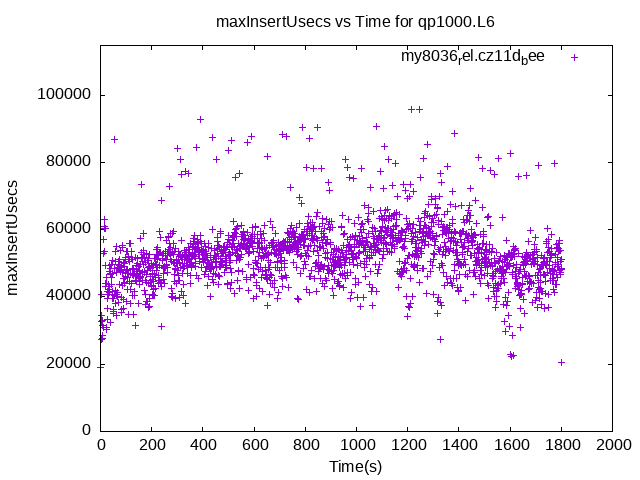 maxInsertUsecs vs Time for qp1000.L6
my8036rel.cz11dbee
100000
80000
60000
40000
20000
0
maxInsertUsecs
0 200 400 600 800 1000 1200 1400 1600 1800 2000
Time(s)